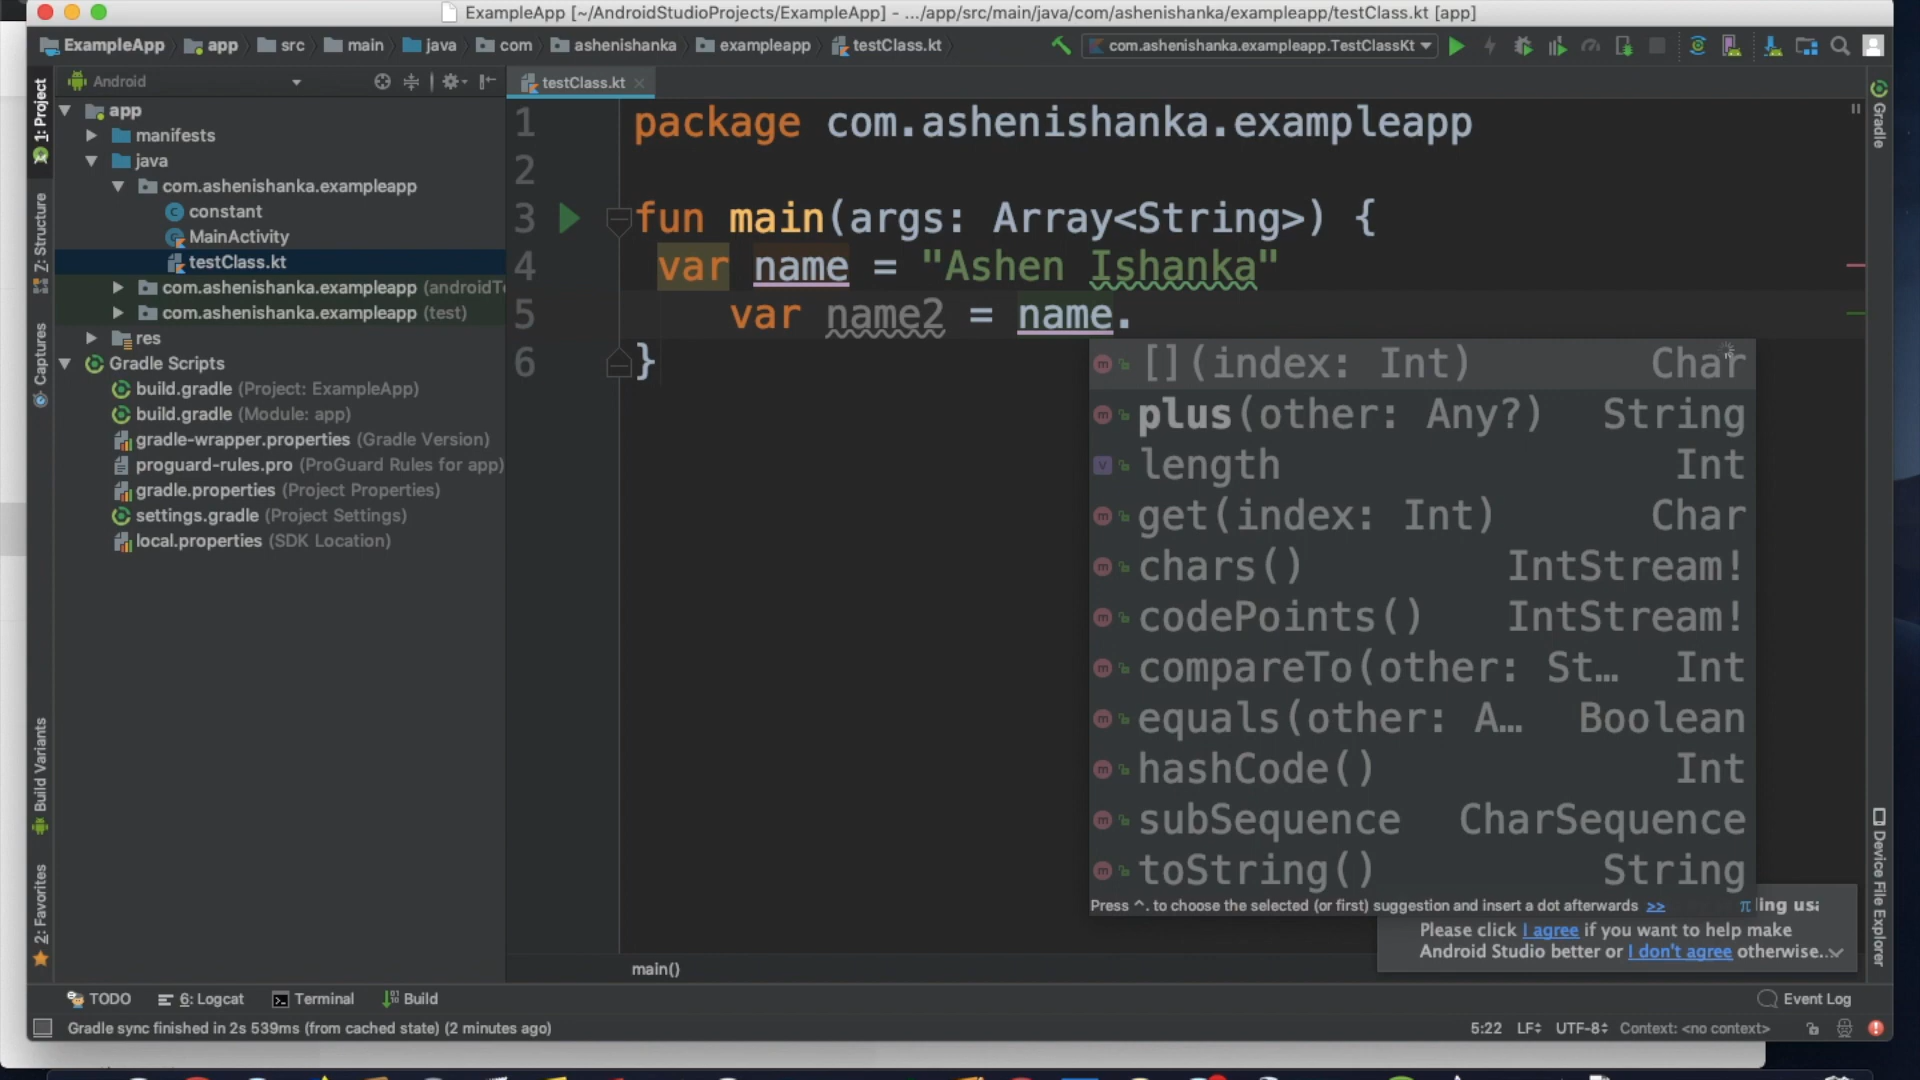 ExampleApp [~/AndroidStudioProjects/ExampleApp] - .../app/src/main/java/com/ashenishanka/exampleapp/testClass.kt [app]
ExampleApp app src main java com ashenishanka exampleapp testClass.kt com.ashenishanka.exampleapp.TestClassKt
Android
testClass.kt
1: Project
Z: Structure
Captures
Build Variants
2: Favorites
app
manifests
java
com.ashenishanka.exampleapp
constant
MainActivity
testClass.kt
com.ashenishanka.exampleapp (androidTe
com.ashenishanka.exampleapp (test)
res
Gradle Scripts
build.gradle (Project: ExampleApp)
build.gradle (Module: app)
gradle-wrapper.properties (Gradle Version)
proguard-rules.pro (ProGuard Rules for app)
gradle.properties (Project Properties)
settings.gradle (Project Settings)
local.properties (SDK Location)
1 package com.ashenishanka.exampleapp
2
3 fun main(args: Array<String>) {
4 var name = "Ashen Ishanka"
5 var name2 = name.
6 }
[](index: Int) Char
plus(other: Any?) String
length Int
get(index: Int) Char
chars() IntStream!
codePoints() IntStream!
compareTo(other: St... Int
equals(other: A... Boolean
hashCode() Int
subSequence CharSequence
toString() String
Press ^. to choose the selected (or first) suggestion and insert a dot afterwards >> π
Please click I agree if you want to help make
Android Studio better or I don't agree otherwise...
main()
Gradle
Device File Explorer
TODO 6: Logcat Terminal Build Event Log
Gradle sync finished in 2s 539ms (from cached state) (2 minutes ago) 5:22 LF UTF-8 Context: <no context>